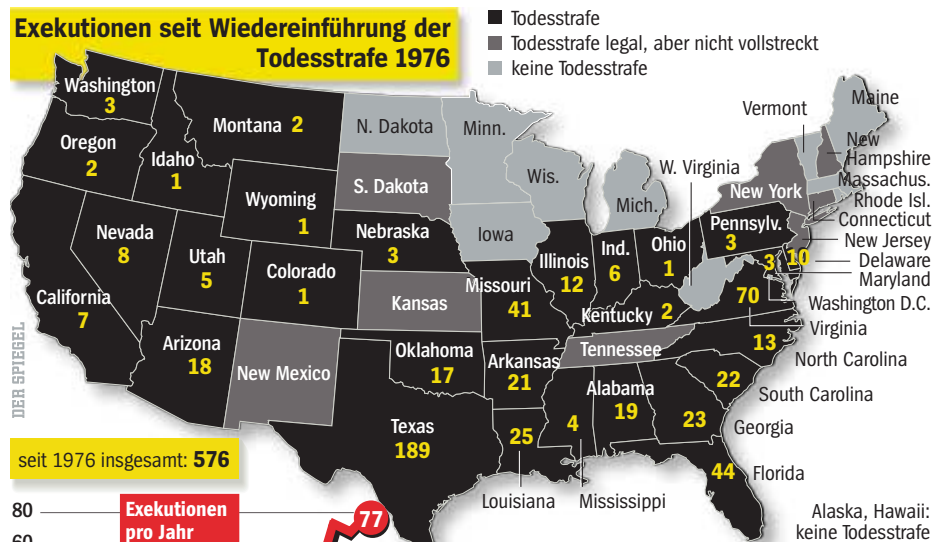 Exekutionen seit Wiedereinführung der
Todesstrafe 1976
Todesstrafe
Todesstrafe legal, aber nicht vollstreckt
keine Todesstrafe
Washington
3
Oregon
2
Idaho
1
Montana 2
N. Dakota
Minn.
Vermont
Maine
New
Hampshire
Massachus.
Rhode Isl.
Connecticut
New Jersey
Delaware
Maryland
Washington D.C.
Virginia
North Carolina
South Carolina
Georgia
Florida
S. Dakota
Wis.
Mich.
W. Virginia
New York
Wyoming
1
Nebraska
3
Iowa
Illinois
12
Ind.
6
Ohio
1
Pennsylv.
3
3
10
Nevada
8
Utah
5
Colorado
1
Kansas
Missouri
41
Kentucky 2
70
13
California
7
Arizona
18
New Mexico
Oklahoma
17
Arkansas
21
Tennessee
22
Texas
189
25
4
Alabama
19
23
44
Louisiana
Mississippi
DER SPIEGEL
seit 1976 insgesamt: 576
80
60
Exekutionen
pro Jahr
77
Alaska, Hawaii:
keine Todesstrafe